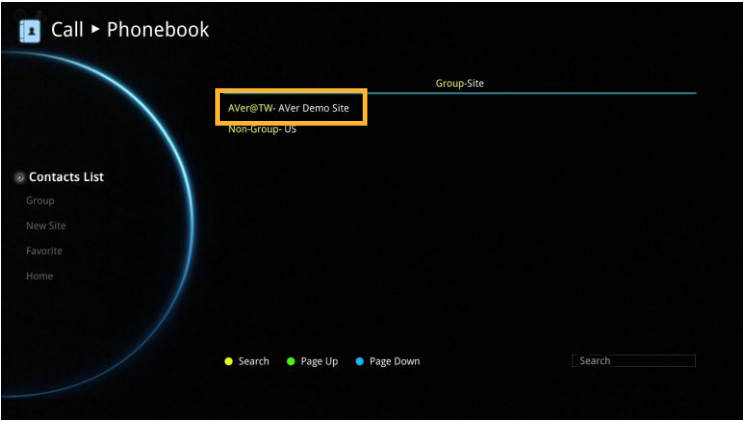 Call ▸ Phonebook
Group-Site
AVer@TW- AVer Demo Site
Non-Group- US
Contacts List
Group
New Site
Favorite
Home
Search Page Up Page Down Search